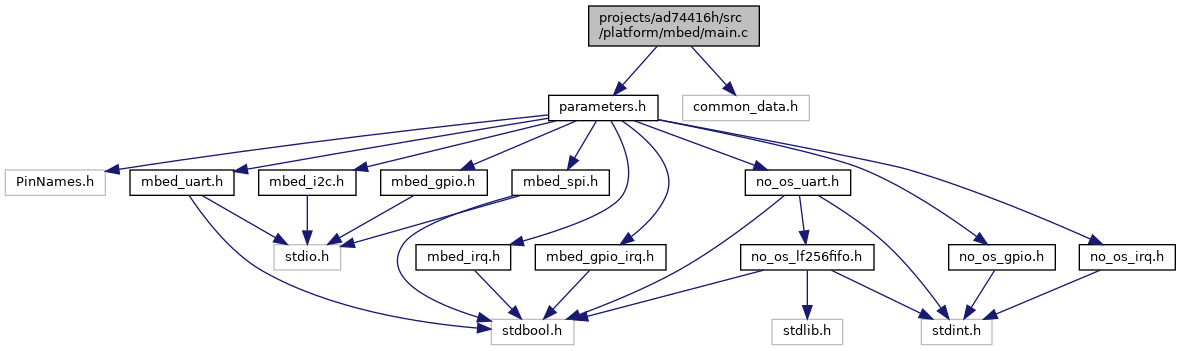 projects/ad74416h/src
/platform/mbed/main.c
parameters.h
common_data.h
PinNames.h
mbed_uart.h
mbed_i2c.h
mbed_gpio.h
mbed_spi.h
no_os_uart.h
stdio.h
mbed_irq.h
mbed_gpio_irq.h
no_os_lf256fifo.h
no_os_gpio.h
no_os_irq.h
stdbool.h
stdlib.h
stdint.h